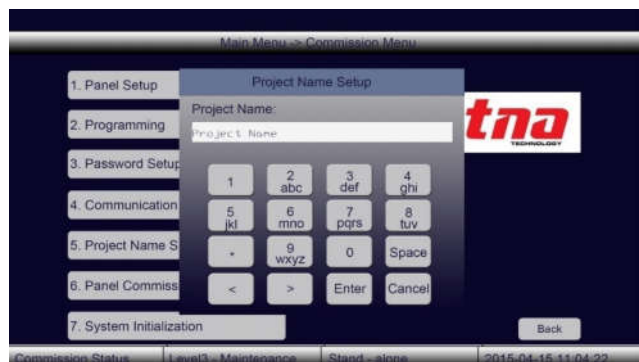 Main Menu -> Commission Menu
1. Panel Setup
2. Programming
3. Password Setup
4. Communication
5. Project Name S
6. Panel Commiss
7. System Initialization
Project Name Setup
Project Name:
Project Name
1
2 abc
3 def
4 ghi
5 jkl
6 mno
7 pqrs
8 tuv
9 wxyz
0
Space
<
>
Enter
Cancel
tna
TECHNOLOGY
Back
Commission Status
Level3 - Maintenance
Stand - alone
2015-04-15 11:04:22